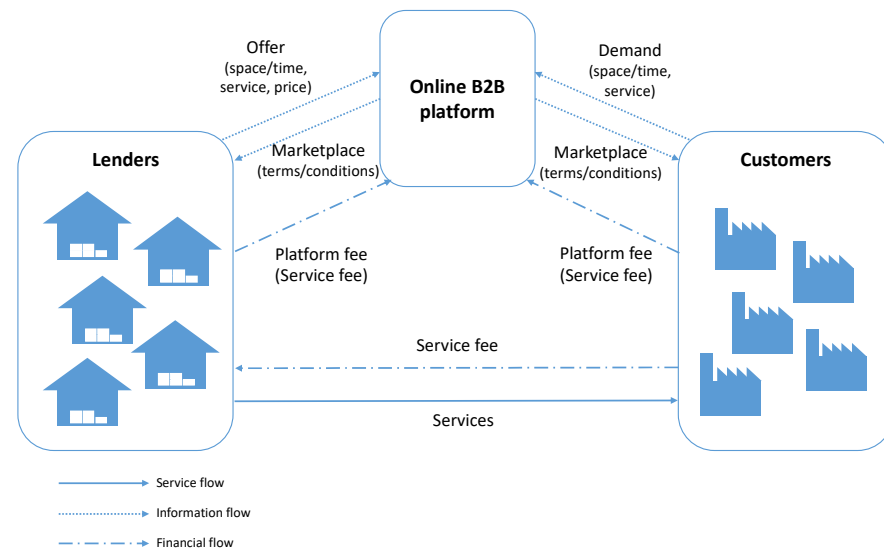 Offer
(space/time,
service, price)
Demand
(space/time,
service)
Online B2B
platform
Lenders
Marketplace
(terms/conditions)
Marketplace
(terms/conditions)
Customers
Platform fee
(Service fee)
Platform fee
(Service fee)
Service fee
Services
Service flow
Information flow
Financial flow